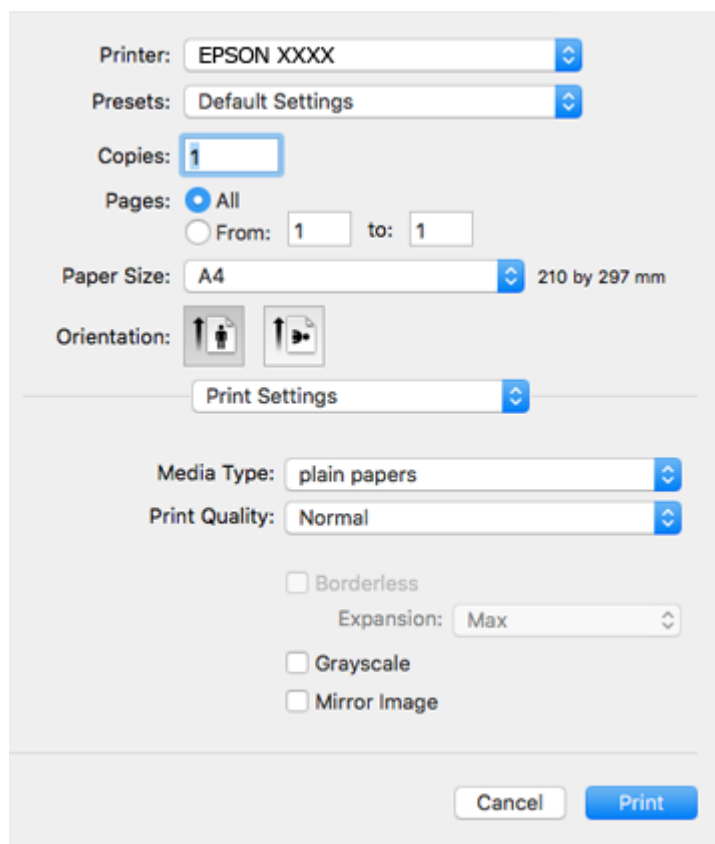 Printer: EPSON XXXX
Presets: Default Settings
Copies: 1
Pages: All
From: 1 to: 1
Paper Size: A4 210 by 297 mm
Orientation:
Print Settings
Media Type: plain papers
Print Quality: Normal
Borderless
Expansion: Max
Grayscale
Mirror Image
Cancel Print